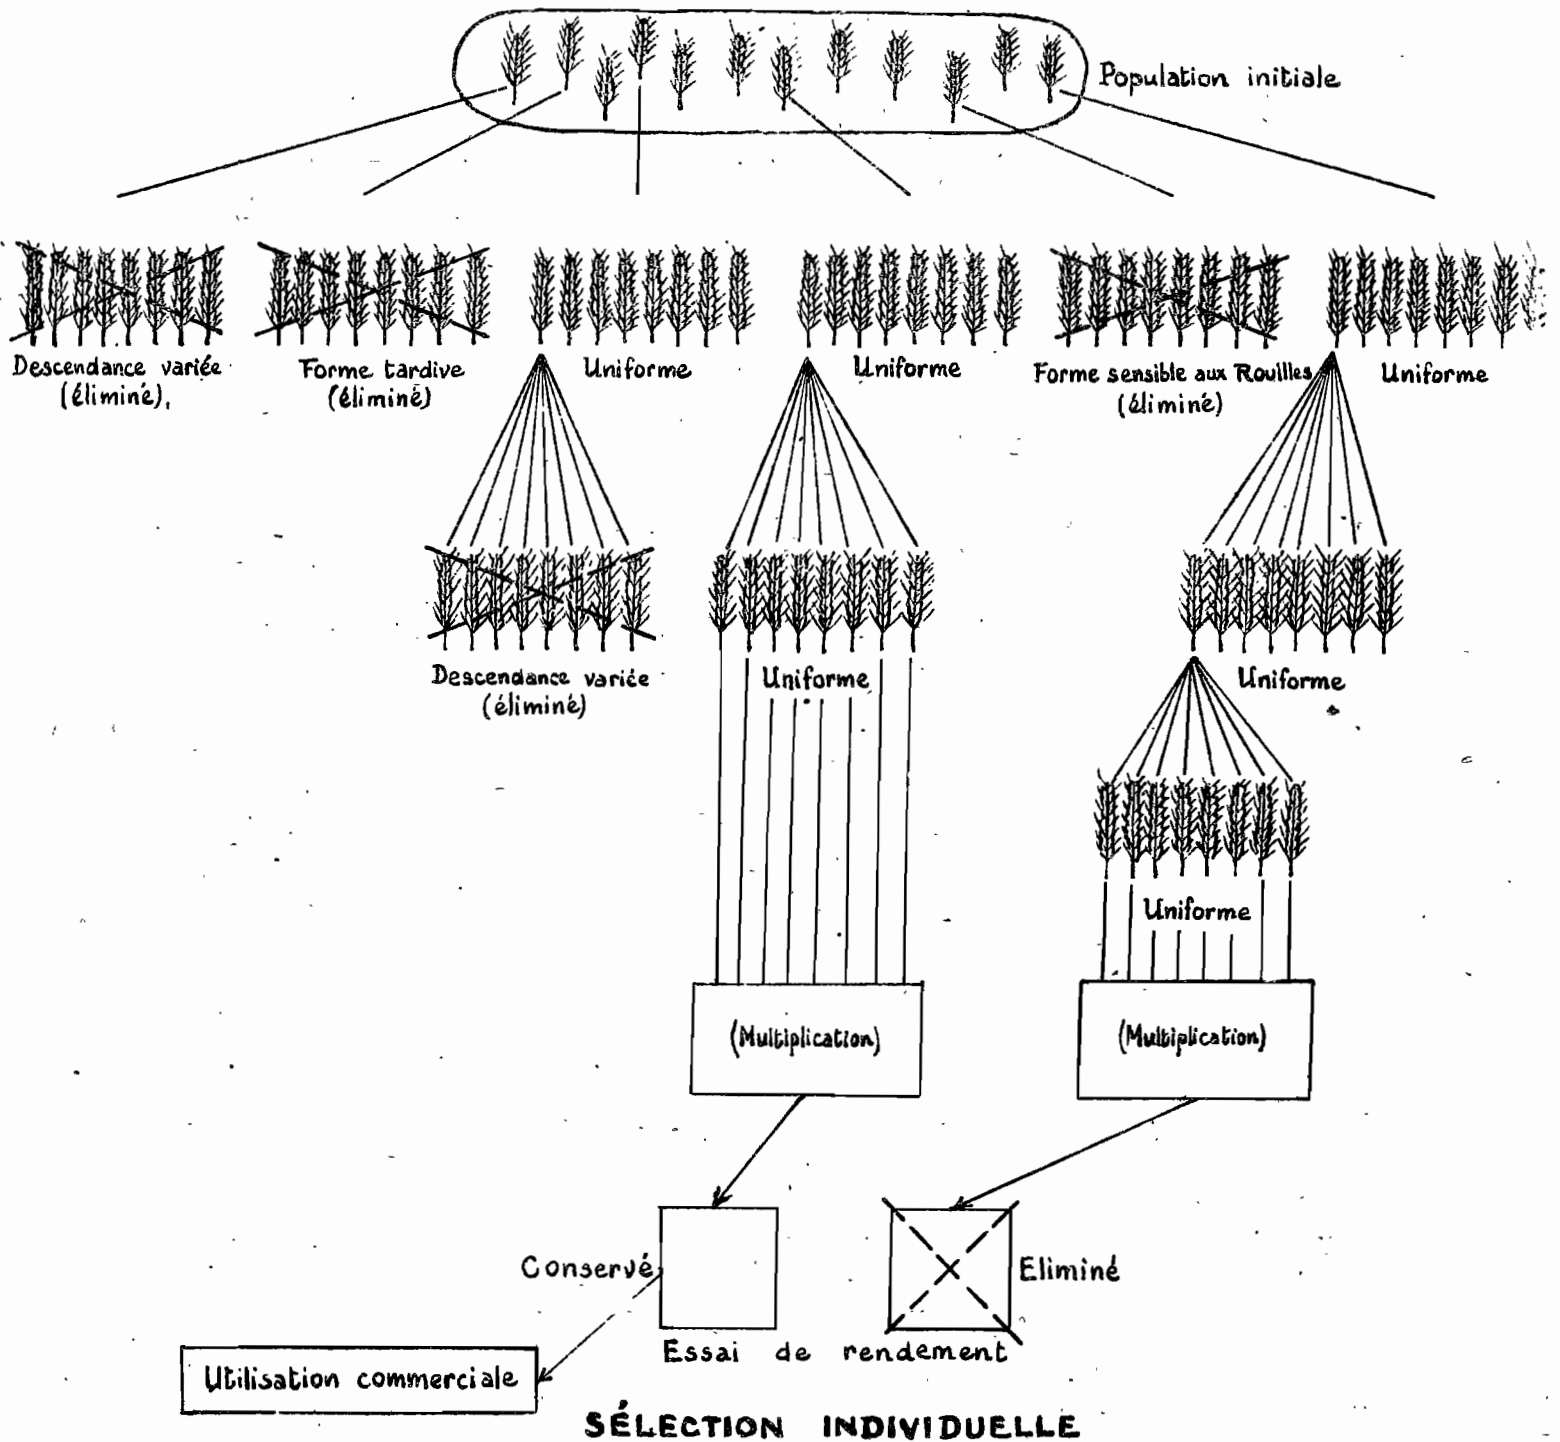 Population initiale
Descendance variée
(éliminé)
Forme tardive
(éliminé)
Uniforme
Uniforme
Forme sensible aux Rouilles
(éliminé)
Uniforme
Descendance variée
(éliminé)
Uniforme
Uniforme
Uniforme
(Multiplication)
(Multiplication)
Conservé
Eliminé
Essai de rendement
Utilisation commerciale
SÉLECTION INDIVIDUELLE